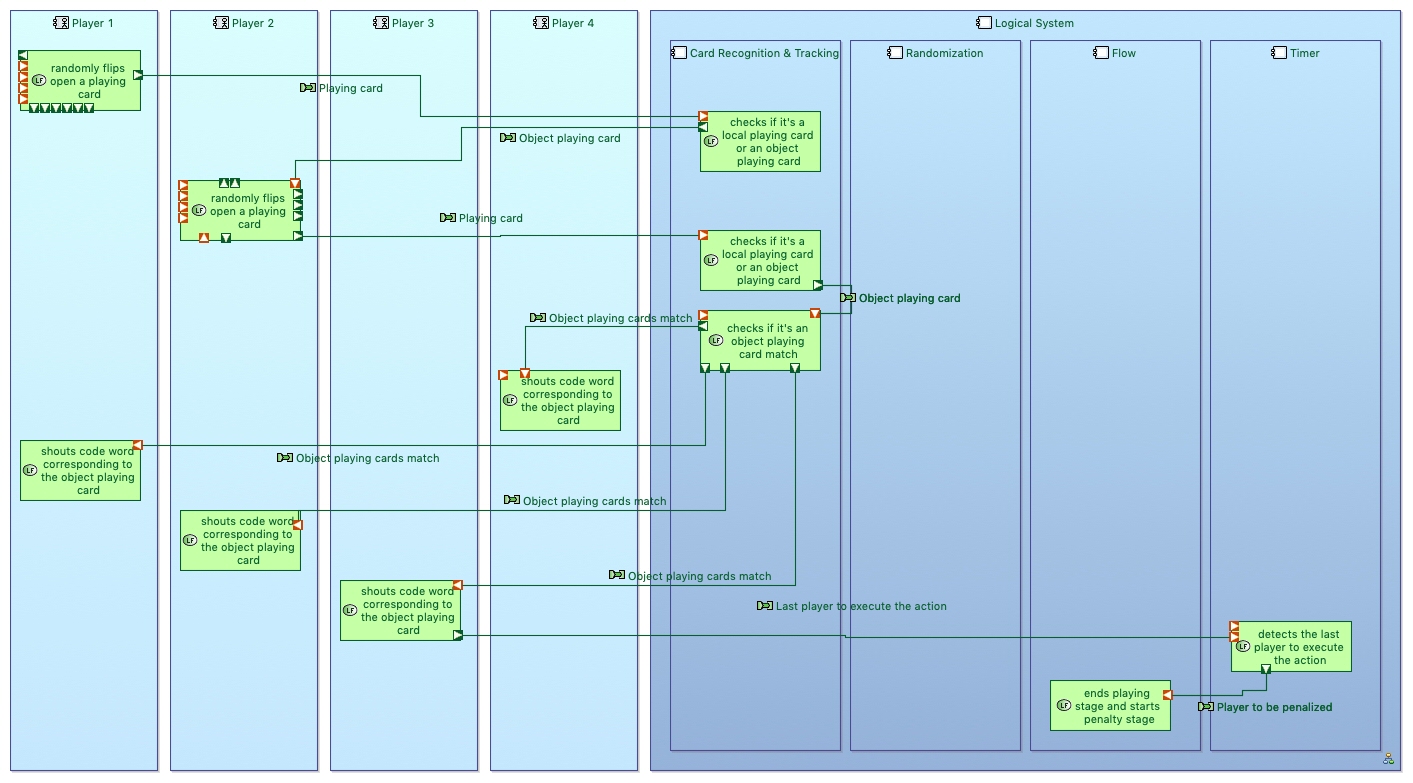 Player 1
Player 2
Player 3
Player 4
Logical System
Card Recognition & Tracking
Randomization
Flow
Timer
LF
randomly flips
open a playing
card
Playing card
LF
checks if it's a
local playing card
or an object
playing card
Object playing card
LF
randomly flips
open a playing
card
Playing card
LF
checks if it's a
local playing card
or an object
playing card
Object playing card
Object playing cards match
LF
checks if it's an
object playing
card match
LF
shouts code word
corresponding to
the object playing
card
LF
shouts code word
corresponding to
the object playing
card
Object playing cards match
Object playing cards match
LF
shouts code word
corresponding to
the object playing
card
Object playing cards match
LF
shouts code word
corresponding to
the object playing
card
Last player to execute the action
LF
detects the last
player to execute
the action
LF
ends playing
stage and starts
penalty stage
Player to be penalized